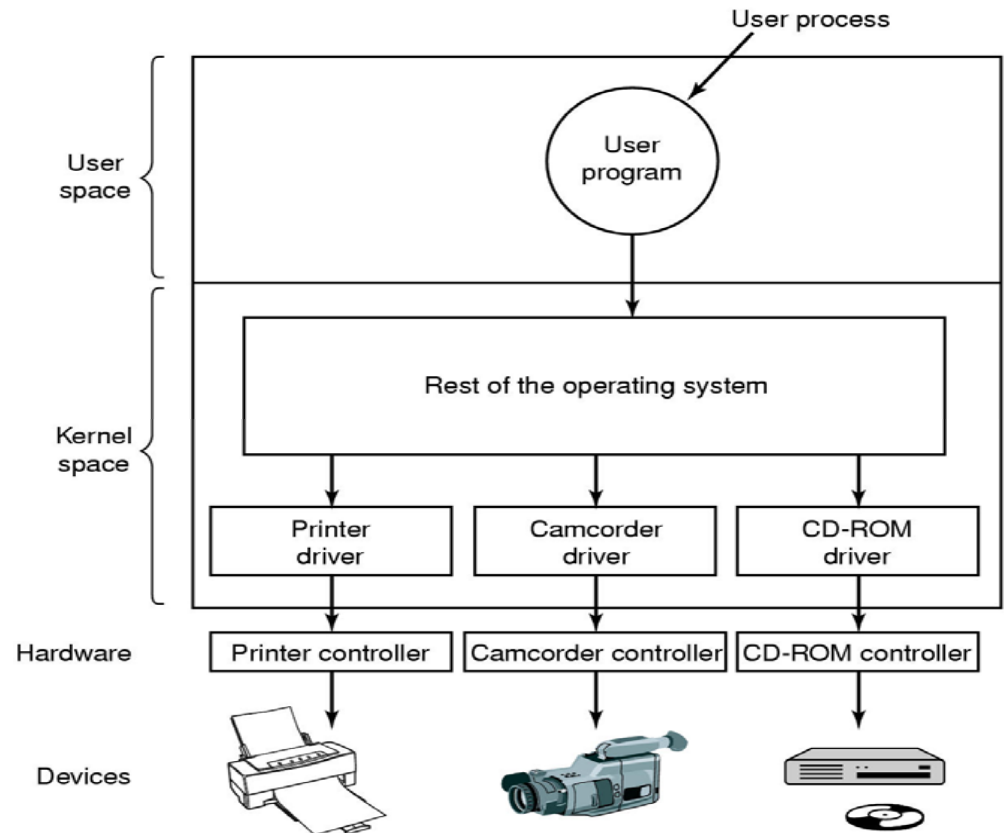 User process
User
space
User
program
Kernel
space
Rest of the operating system
Printer
driver
Camcorder
driver
CD-ROM
driver
Hardware
Printer controller
Camcorder controller
CD-ROM controller
Devices